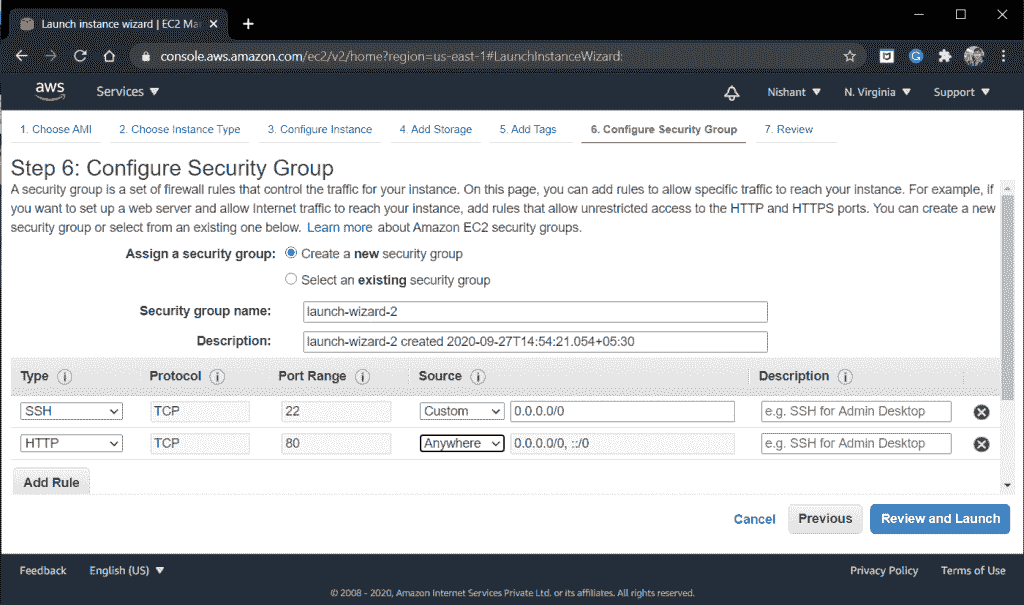 Launch instance wizard | EC2 Ma
console.aws.amazon.com/ec2/v2/home?region=us-east-1#LaunchInstanceWizard:
aws Services Nishant N. Virginia Support
1. Choose AMI 2. Choose Instance Type 3. Configure Instance 4. Add Storage 5. Add Tags 6. Configure Security Group 7. Review
Step 6: Configure Security Group
A security group is a set of firewall rules that control the traffic for your instance. On this page, you can add rules to allow specific traffic to reach your instance. For example, if
you want to set up a web server and allow Internet traffic to reach your instance, add rules that allow unrestricted access to the HTTP and HTTPS ports. You can create a new
security group or select from an existing one below. Learn more about Amazon EC2 security groups.
Assign a security group: Create a new security group
Select an existing security group
Security group name: launch-wizard-2
Description: launch-wizard-2 created 2020-09-27T14:54:21.054+05:30
Type Protocol Port Range Source Description
SSH TCP 22 Custom 0.0.0.0/0 e.g. SSH for Admin Desktop
HTTP TCP 80 Anywhere 0.0.0.0/0, ::/0 e.g. SSH for Admin Desktop
Add Rule
Cancel Previous Review and Launch
Feedback English (US) Privacy Policy Terms of Use
© 2008 - 2020, Amazon Internet Services Private Ltd. or its affiliates. All rights reserved.